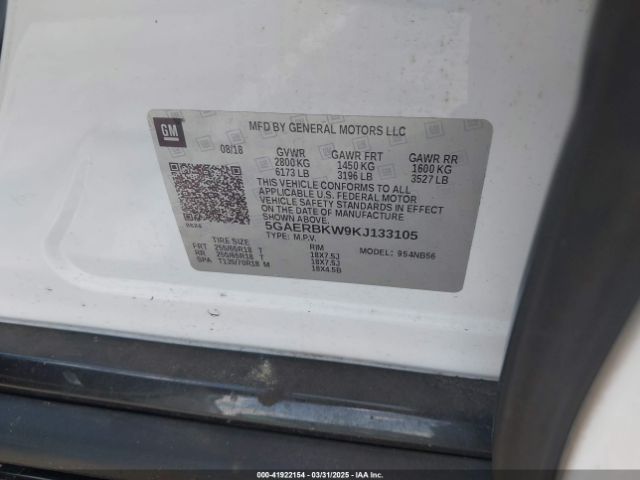 GM
MFD BY GENERAL MOTORS LLC
08/18 GVWR GAWR FRT GAWR RR
2800 KG 1450 KG 1600 KG
6173 LB 3196 LB 3527 LB
THIS VEHICLE CONFORMS TO ALL
APPLICABLE U.S. FEDERAL MOTOR
VEHICLE SAFETY STANDARDS IN EFFECT
ON THE DATE OF MANUFACTURE
SHOWN ABOVE.
5GAERBKW9KJ133105
TYPE: M.P.V. MODEL: 954NB56
TIRE SIZE RIM
FRT 255/65R18 T 18X7.5J
RR 255/65R18 T 18X7.5J
SPA T135/70R18 M 18X4.5B
000-41922154 - 03/31/2025 - IAAI.COM